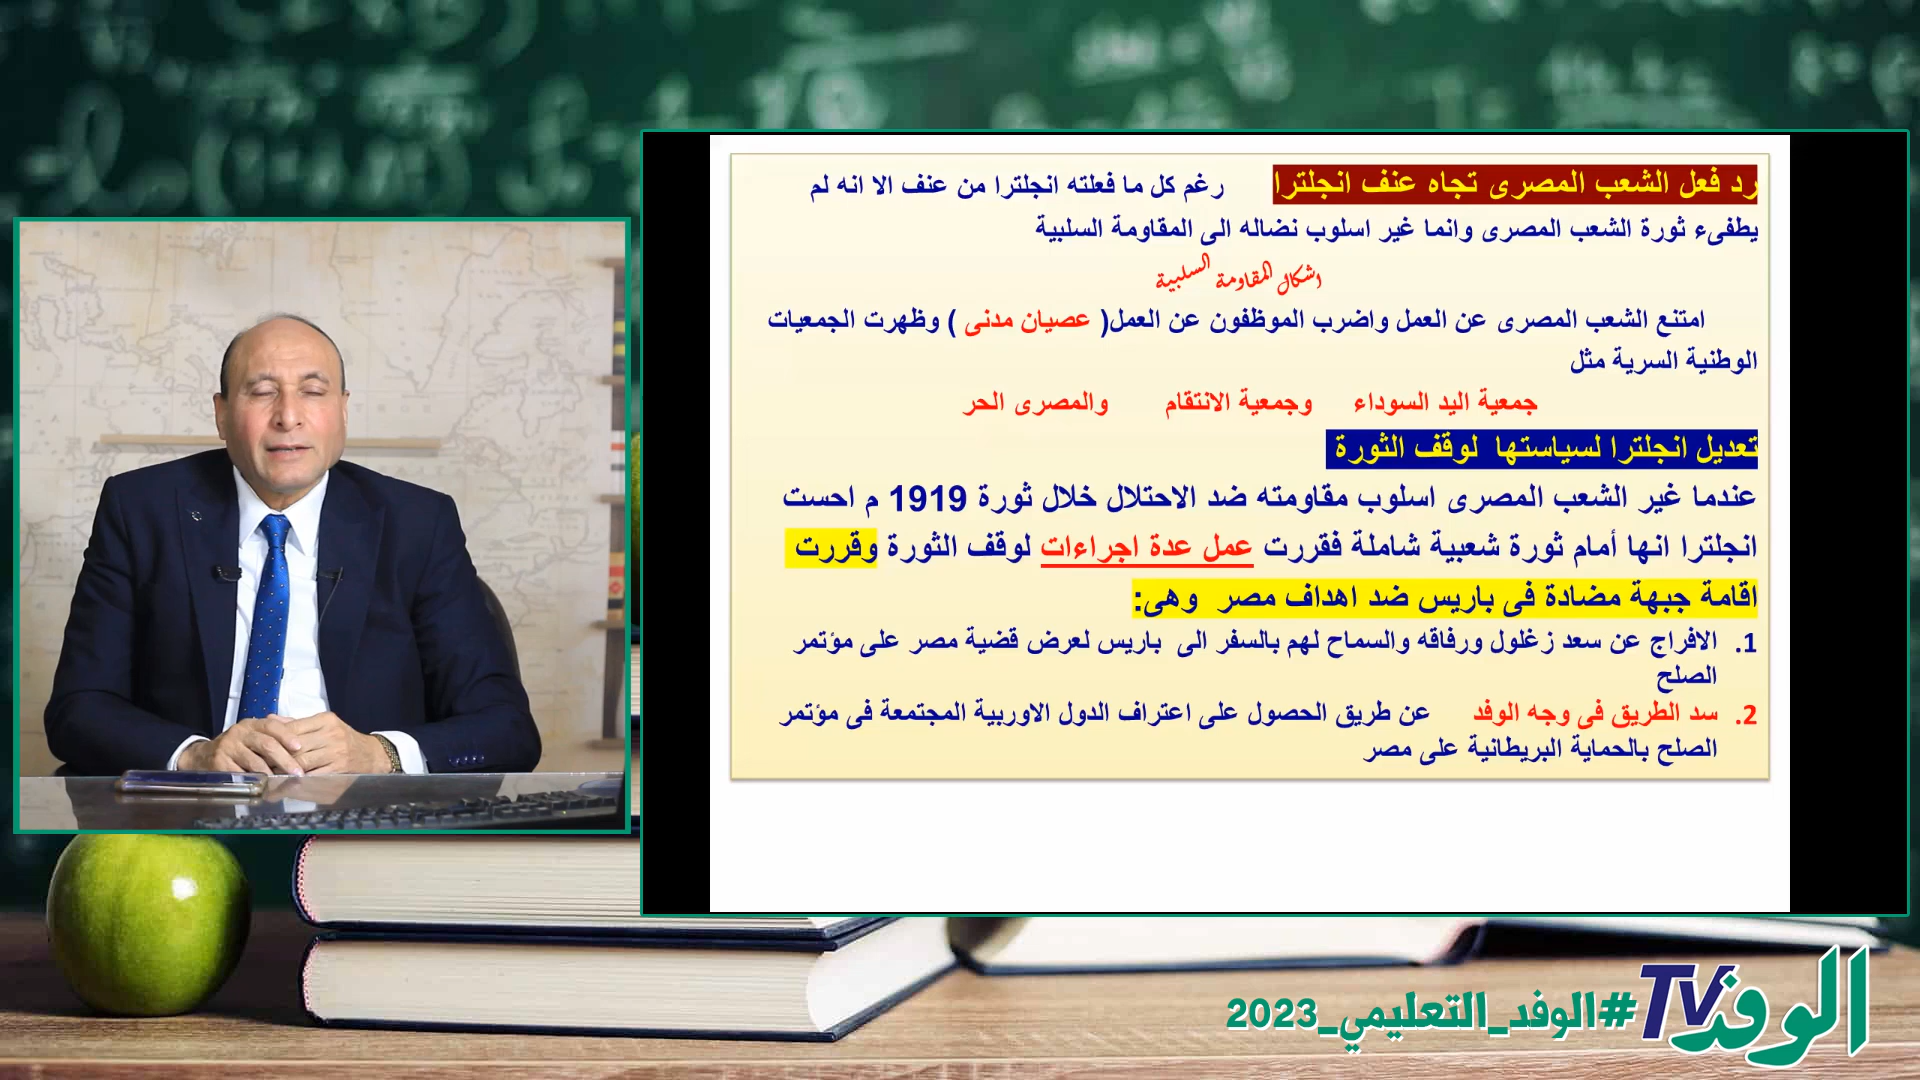 رد فعل الشعب المصرى تجاه عنف انجلترا رغم كل ما فعلته انجلترا من عنف الا انه لم
يطفىء ثورة الشعب المصرى وانما غير اسلوب نضاله الى المقاومة السلبية
اشكال المقاومة السلبية
امتنع الشعب المصرى عن العمل واضرب الموظفون عن العمل( عصيان مدنى ) وظهرت الجمعيات
الوطنية السرية مثل
جمعية اليد السوداء وجمعية الانتقام والمصرى الحر
تعديل انجلترا لسياستها لوقف الثورة
عندما غير الشعب المصرى اسلوب مقاومته ضد الاحتلال خلال ثورة 1919 م احست
انجلترا انها أمام ثورة شعبية شاملة فقررت عمل عدة اجراءات لوقف الثورة وقررت
اقامة جبهة مضادة فى باريس ضد اهداف مصر وهى:
1. الافراج عن سعد زغلول ورفاقه والسماح لهم بالسفر الى باريس لعرض قضية مصر على مؤتمر
الصلح
2. سد الطريق فى وجه الوفد عن طريق الحصول على اعتراف الدول الاوربية المجتمعة فى مؤتمر
الصلح بالحماية البريطانية على مصر
الوفد TV
#الوفد_التعليمي_2023